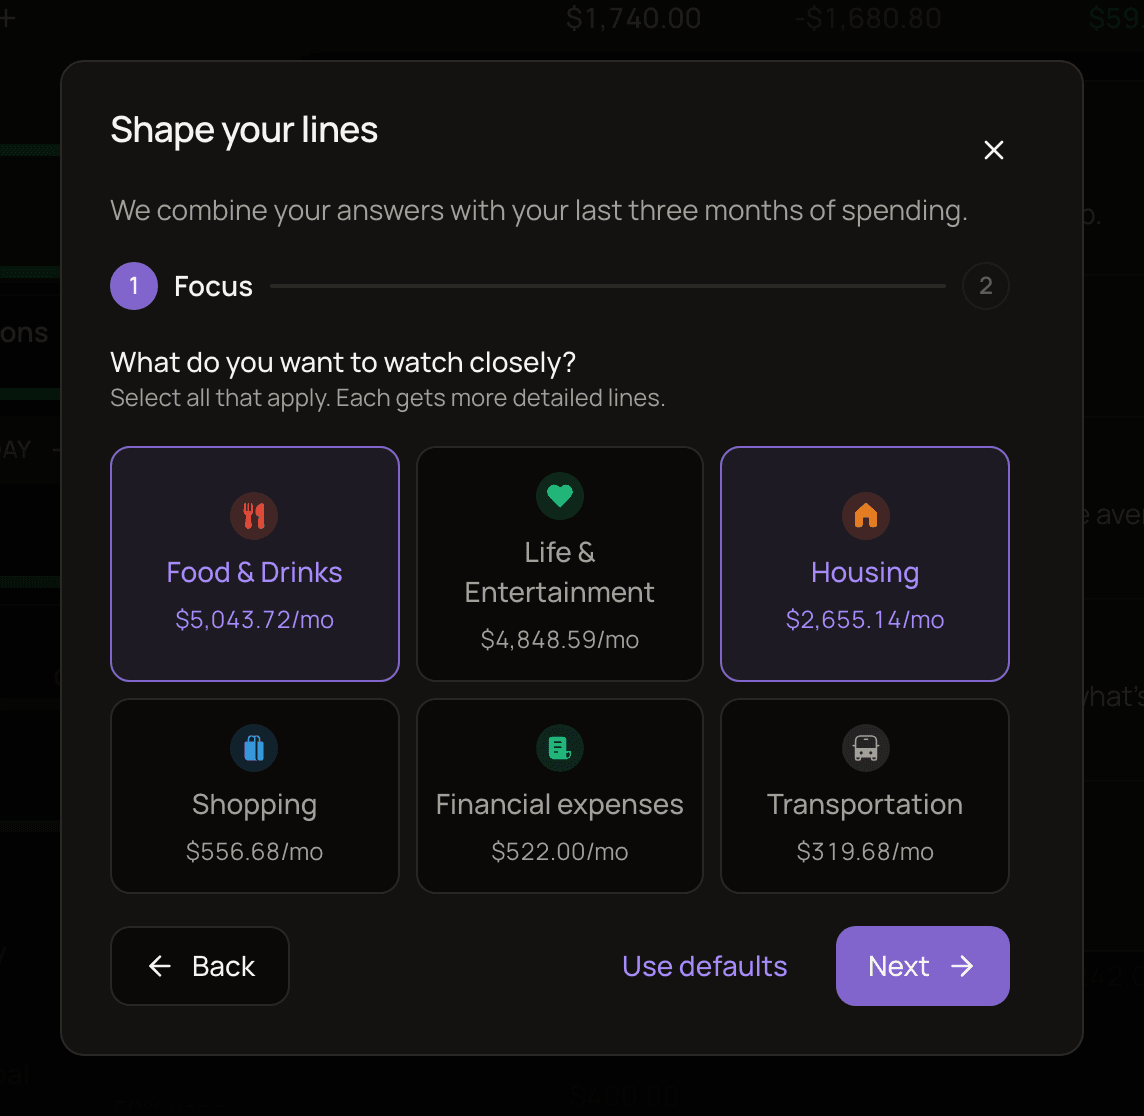 $1,740.00 -$1,680.80
Shape your lines
We combine your answers with your last three months of spending.
1 Focus 2
ons
What do you want to watch closely?
Select all that apply. Each gets more detailed lines.
Food & Drinks
$5,043.72/mo
Life &
Entertainment
$4,848.59/mo
Housing
$2,655.14/mo
Shopping
$556.68/mo
Financial expenses
$522.00/mo
Transportation
$319.68/mo
Back Use defaults Next